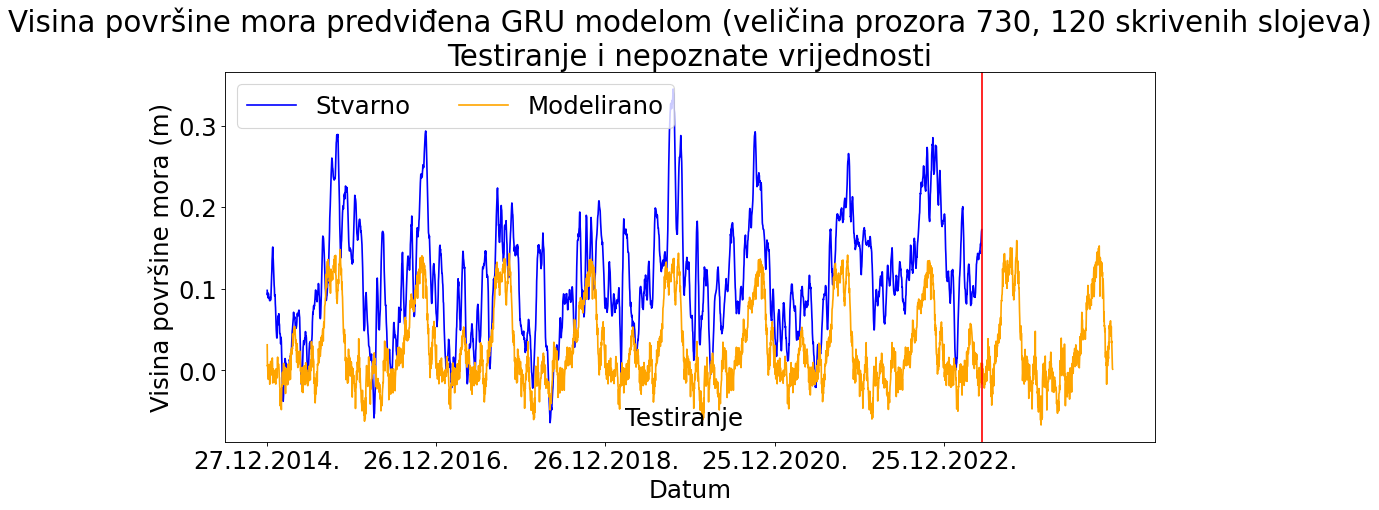 Visina površine mora predviđena GRU modelom (veličina prozora 730, 120 skrivenih slojeva)
Testiranje i nepoznate vrijednosti
Stvarno Modelirano
Visina površine mora (m)
0.3
0.2
0.1
0.0
Testiranje
27.12.2014. 26.12.2016. 26.12.2018. 25.12.2020. 25.12.2022.
Datum